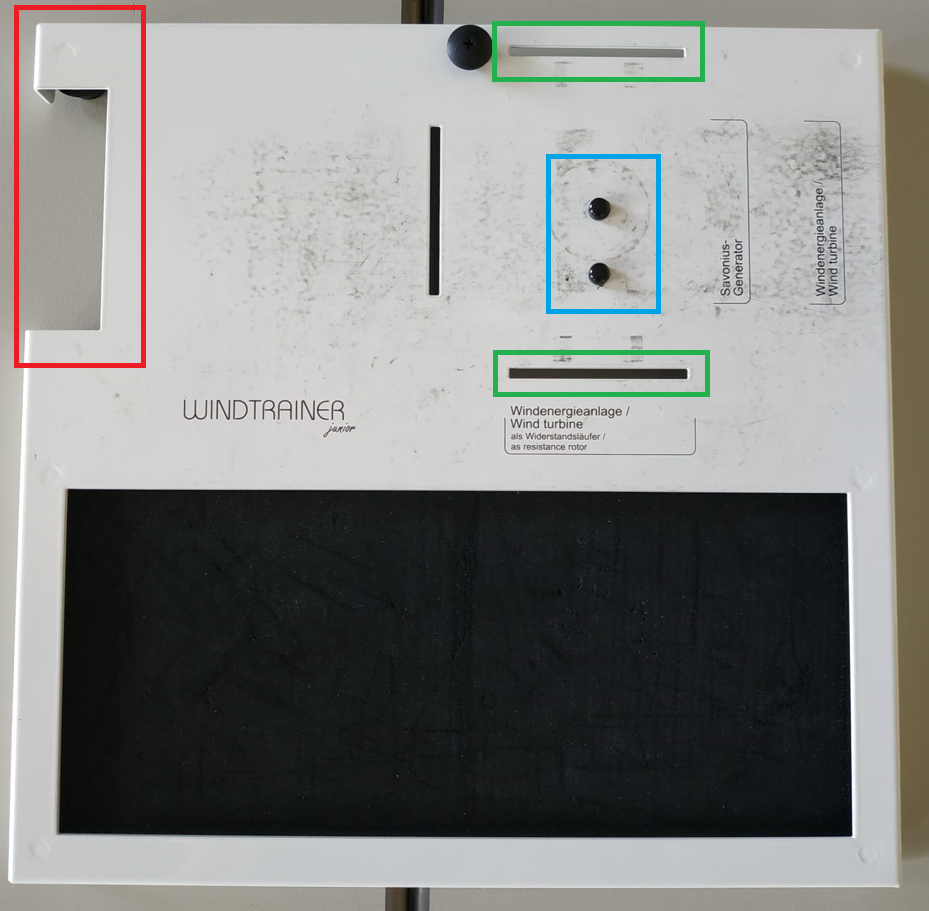 Savonius-
Generator
Windenergieanlage /
Wind turbine
WINDTRAINER
junior
Windenergieanlage /
Wind turbine
als Widerstandsläufer /
as resistance rotor